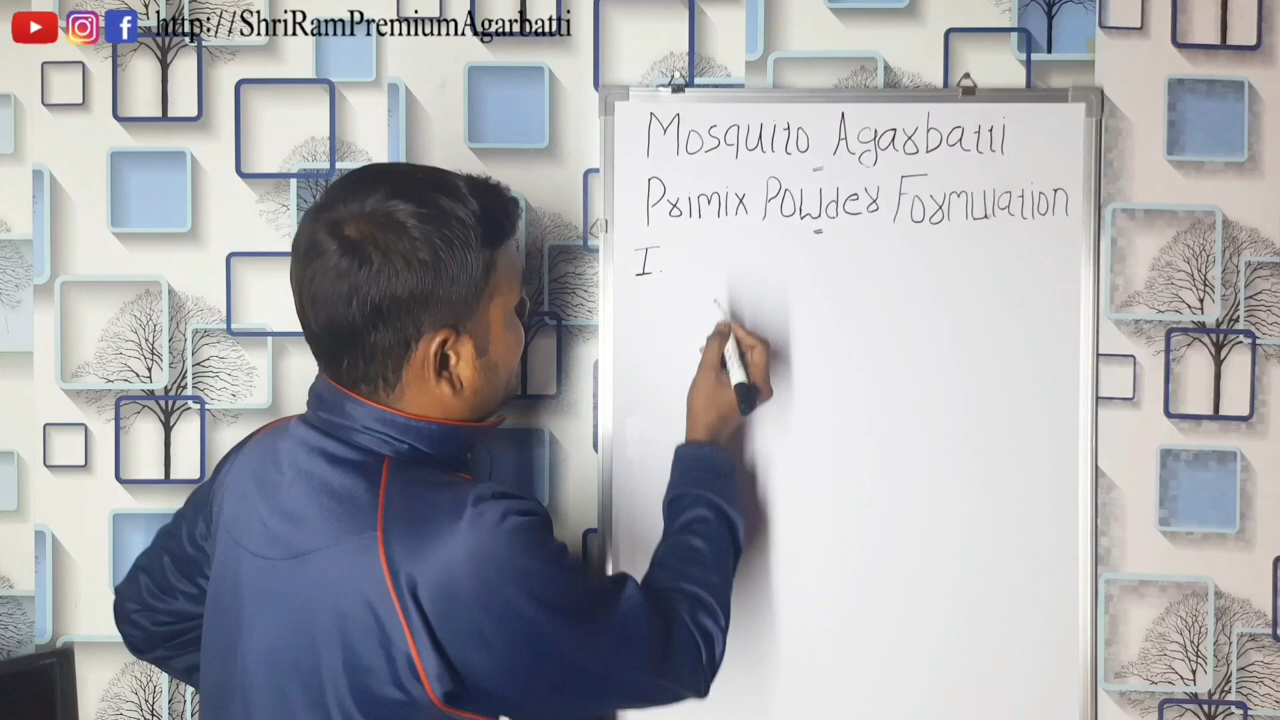 http://ShriRamPremiumAgarbatti
Mosquito Agarbatti
Primix Powder Formulation
I.